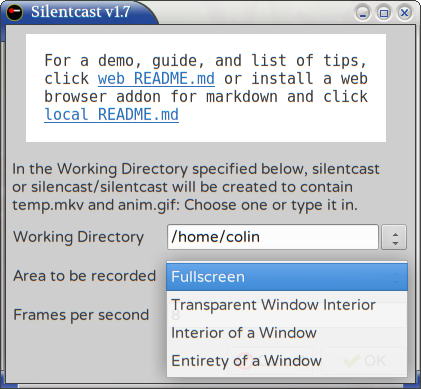 Silentcast v1.7
For a demo, guide, and list of tips,
click web README.md or install a web
browser addon for markdown and click
local README.md
In the Working Directory specified below, silentcast
or silencast/silentcast will be created to contain
temp.mkv and anim.gif: Choose one or type it in.
Working Directory /home/colin
Area to be recorded Fullscreen
Transparent Window Interior
Frames per second 8
Interior of a Window
Entirety of a Window
OK